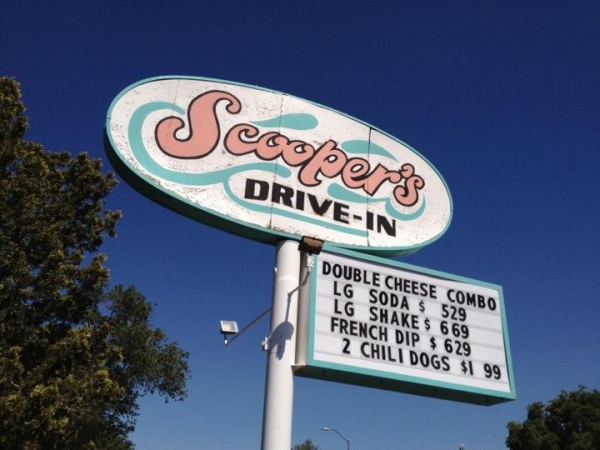 Scooper's
DRIVE-IN
DOUBLE CHEESE COMBO
LG SODA $ 529
LG SHAKE $ 669
FRENCH DIP $ 629
2 CHILI DOGS $1 99